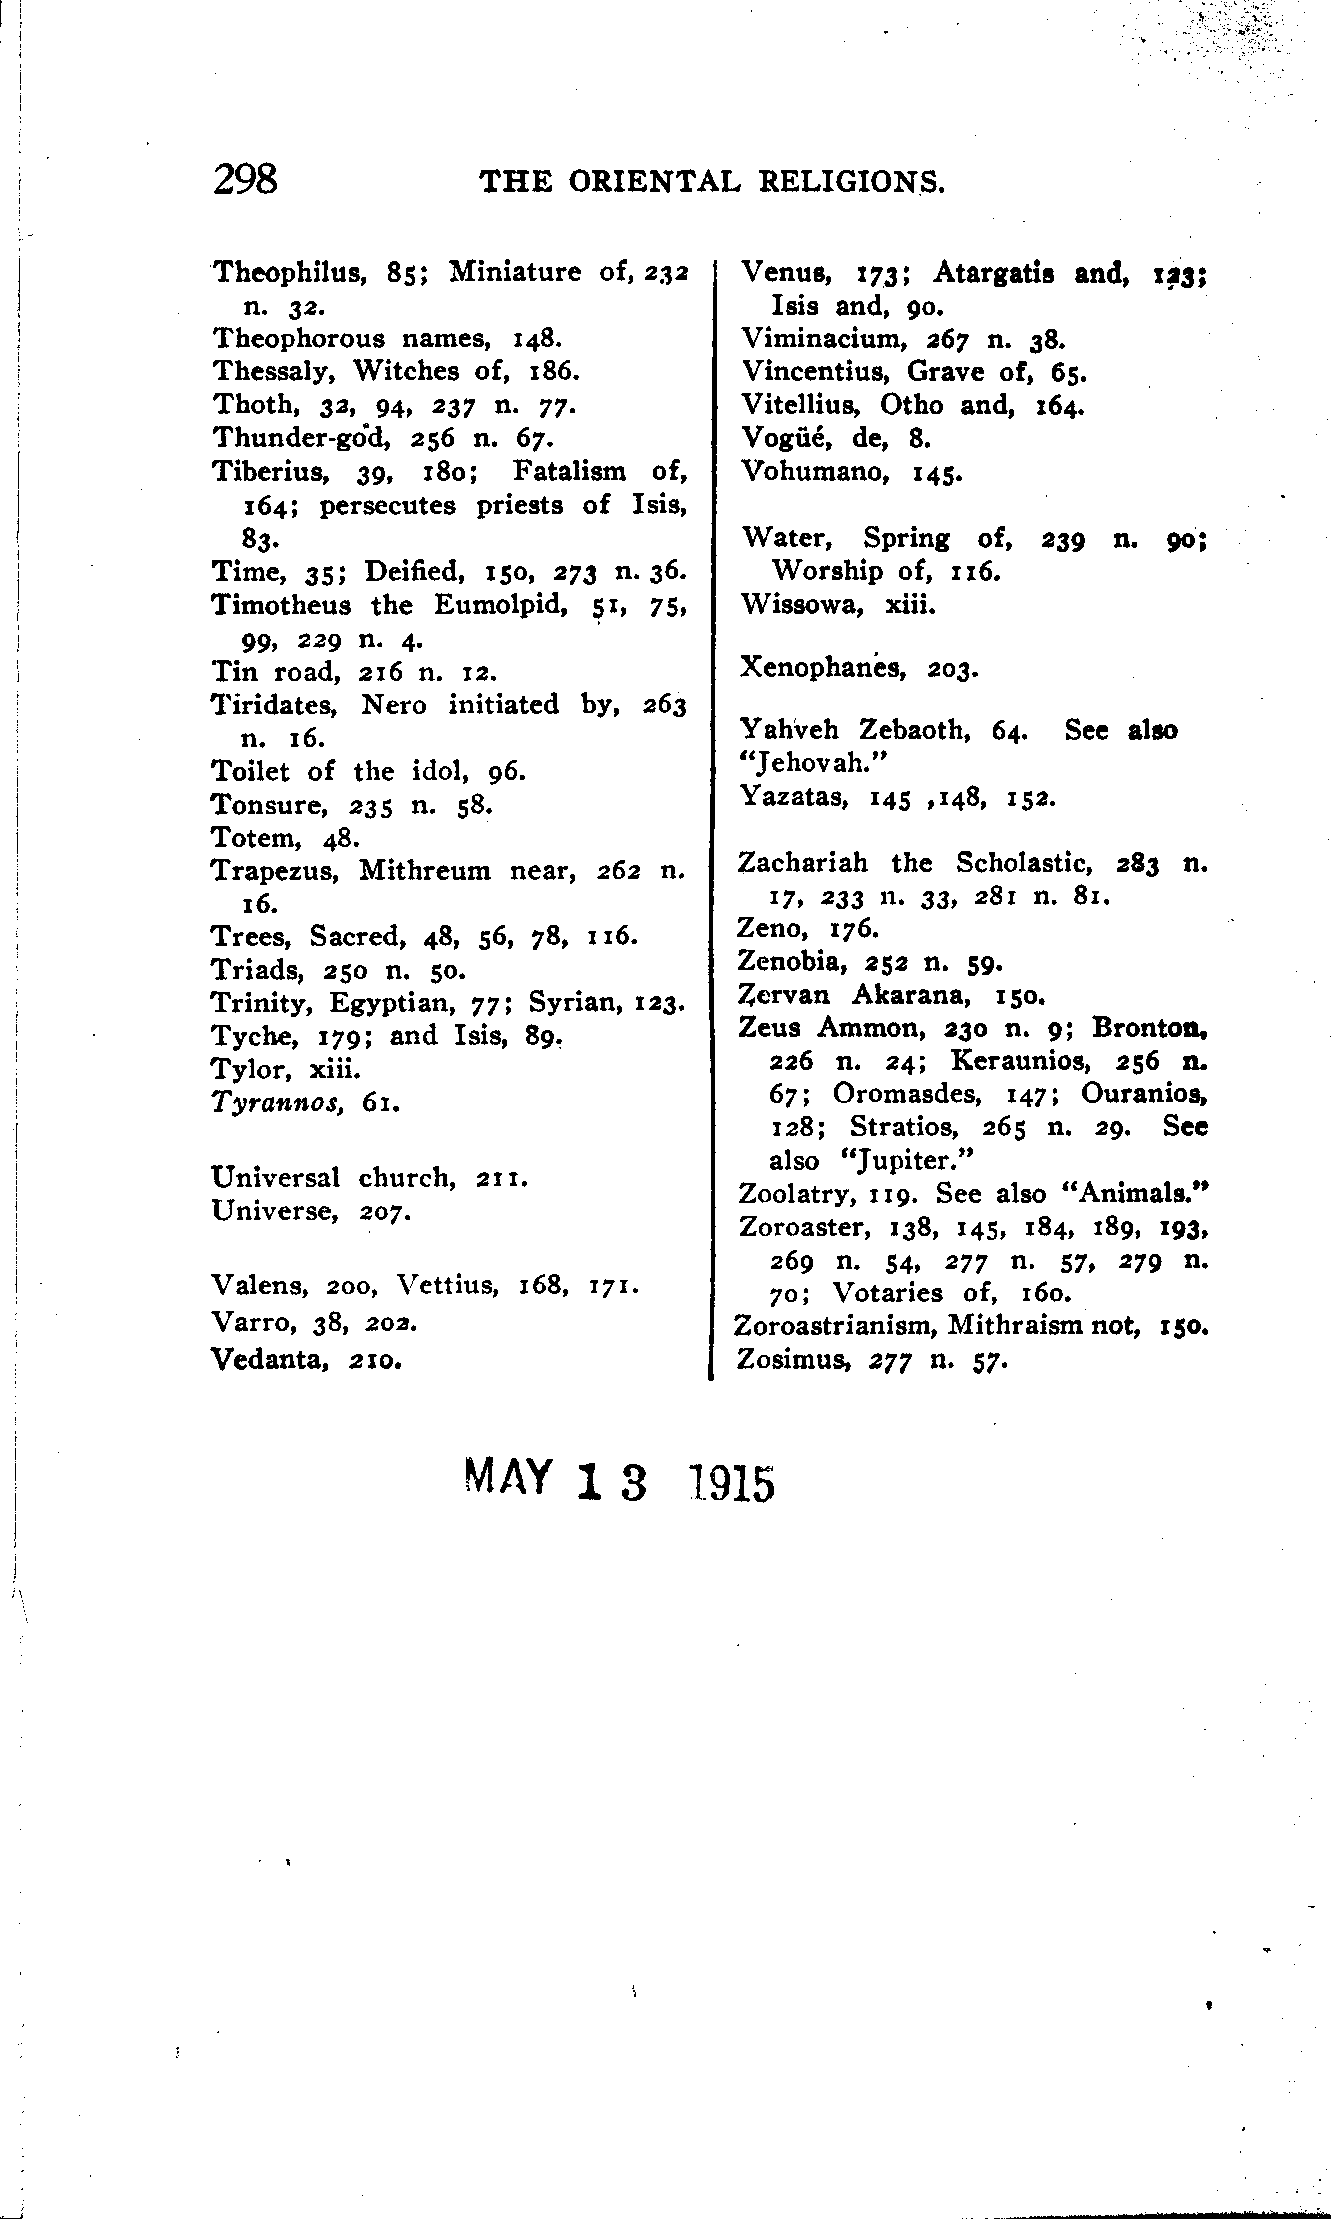 298 THE ORIENTAL RELIGIONS.
Theophilus, 85; Miniature of, 232
n. 32.
Theophorous names, 148.
Thessaly, Witches of, 186.
Thoth, 32, 94, 237 n. 77.
Thunder-god, 256 n. 67.
Tiberius, 39, 180; Fatalism of,
164; persecutes priests of Isis,
83.
Time, 35; Deified, 150, 273 n. 36.
Timotheus the Eumolpid, 51, 75,
99, 229 n. 4.
Tin road, 216 n. 12.
Tiridates, Nero initiated by, 263
n. 16.
Toilet of the idol, 96.
Tonsure, 235 n. 58.
Totem, 48.
Trapezus, Mithreum near, 262 n.
16.
Trees, Sacred, 48, 56, 78, 116.
Triads, 250 n. 50.
Trinity, Egyptian, 77; Syrian, 123.
Tyche, 179; and Isis, 89.
Tylor, xiii.
Tyrannos, 61.
Universal church, 211.
Universe, 207.
Valens, 200, Vettius, 168, 171.
Varro, 38, 202.
Vedanta, 210.
Venus, 173; Atargatis and, 123;
Isis and, 90.
Viminacium, 267 n. 38.
Vincentius, Grave of, 65.
Vitellius, Otho and, 164.
Vogüé, de, 8.
Vohumano, 145.
Water, Spring of, 239 n. 90;
Worship of, 116.
Wissowa, xiii.
Xenophanes, 203.
Yahveh Zebaoth, 64. See also
"Jehovah."
Yazatas, 145 ,148, 152.
Zachariah the Scholastic, 283 n.
17, 233 n. 33, 281 n. 81.
Zeno, 176.
Zenobia, 252 n. 59.
Zervan Akarana, 150.
Zeus Ammon, 230 n. 9; Bronton,
226 n. 24; Keraunios, 256 n.
67; Oromasdes, 147; Ouranios,
128; Stratios, 265 n. 29. See
also "Jupiter."
Zoolatry, 119. See also "Animals."
Zoroaster, 138, 145, 184, 189, 193,
269 n. 54, 277 n. 57, 279 n.
70; Votaries of, 160.
Zoroastrianism, Mithraism not, 150.
Zosimus, 277 n. 57.
MAY 13 1915